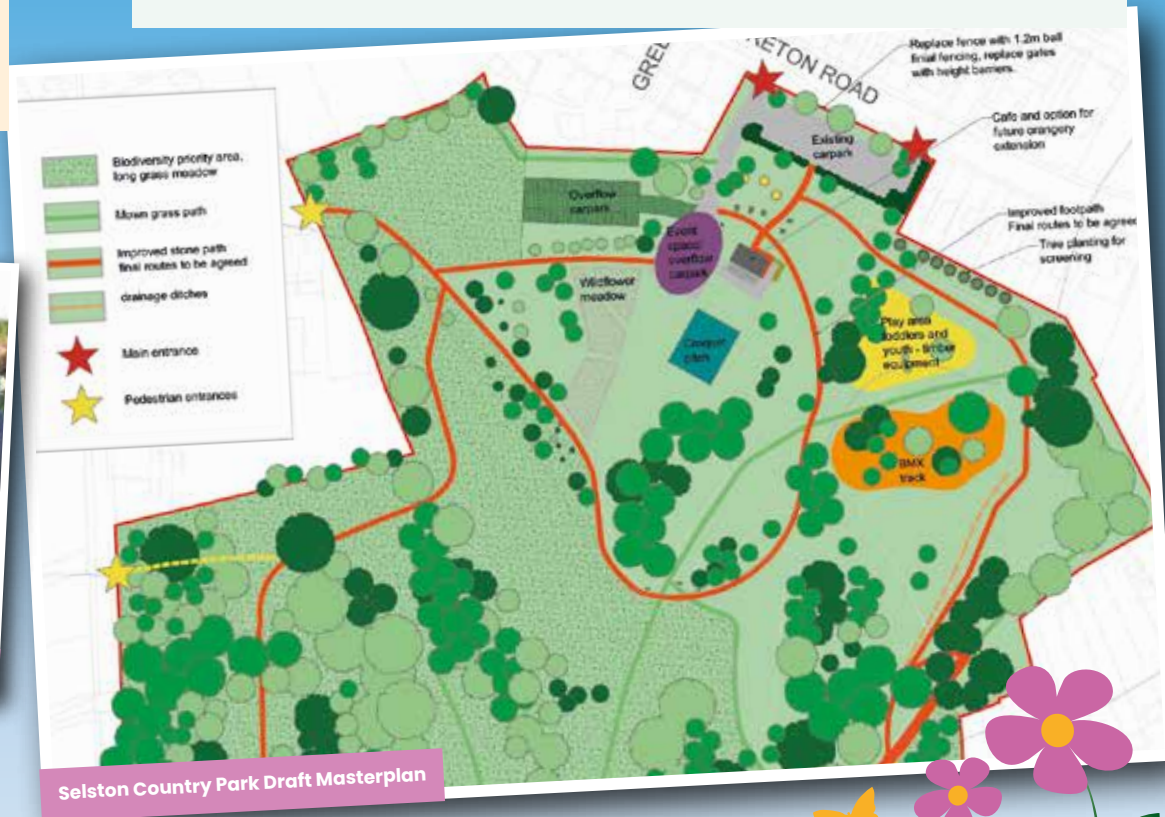 Replace fence with 1.2m ball
finial fencing, replace gates
with height barriers.
Cafe and option for
future orangery
extension
Existing
carpark
Biodiversity priority area,
long grass meadow
Mown grass path
Improved stone path
final routes to be agreed
drainage ditches
Main entrance
Pedestrian entrances
Overflow
carpark
Event
space/
overflow
carpark
Wildflower
meadow
Croquet
pitch
Improved footpath
Final routes to be agreed
Tree planting for
screening
Play area
toddlers and
youth - timber
equipment
BMX
track
Selston Country Park Draft Masterplan